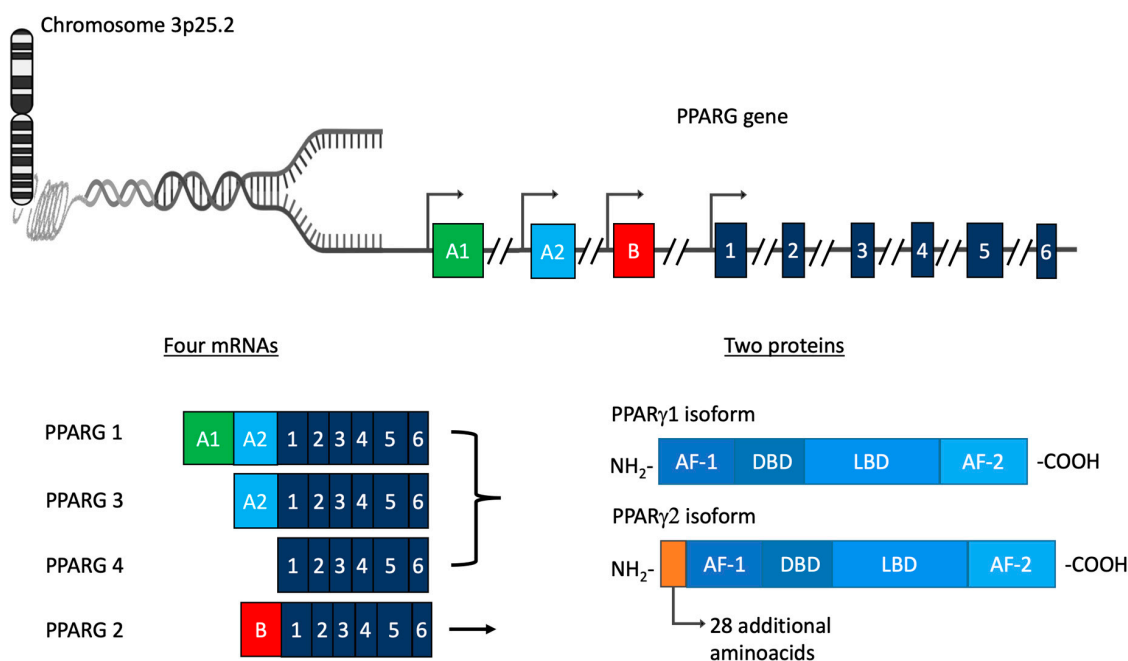 Chromosome 3p25.2
PPARG gene
A1 A2 B 1 2 3 4 5 6
Four mRNAs
PPARG 1 A1 A2 1 2 3 4 5 6
PPARG 3 A2 1 2 3 4 5 6
PPARG 4 1 2 3 4 5 6
PPARG 2 B 1 2 3 4 5 6
Two proteins
PPARγ1 isoform
NH2- AF-1 DBD LBD AF-2 -COOH
PPARγ2 isoform
NH2- AF-1 DBD LBD AF-2 -COOH
28 additional
aminoacids